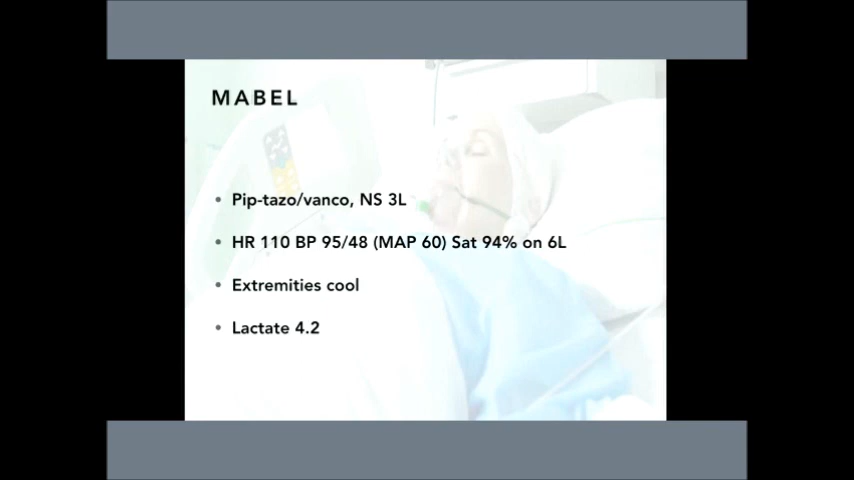 MABEL
• Pip-tazo/vanco, NS 3L
• HR 110 BP 95/48 (MAP 60) Sat 94% on 6L
• Extremities cool
• Lactate 4.2